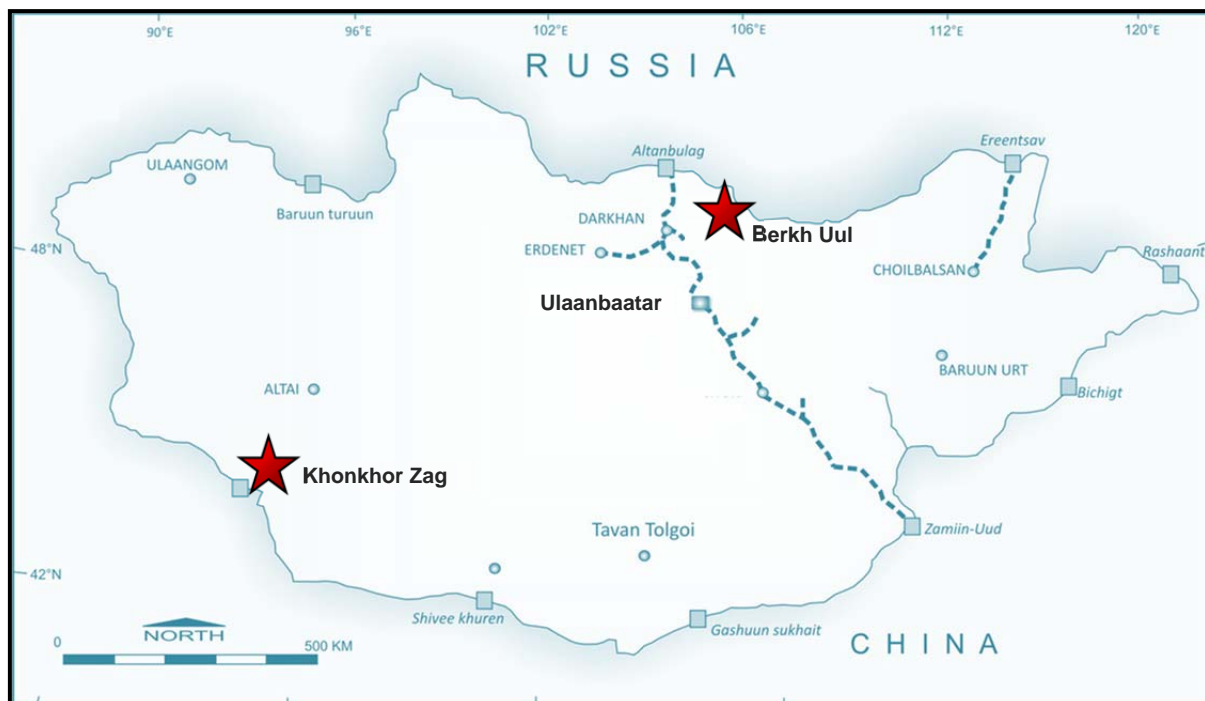 90°E
96°E
102°E
106°E
112°E
120°E
RUSSIA
Altanbulag
Ereentsav
ULAANGOM
Baruun turuun
DARKHAN
Berkh Uul
48°N
ERDENET
Rashaant
CHOILBALSAN
Ulaanbaatar
BARUUN URT
ALTAI
Bichigt
Khonkhor Zag
Tavan Tolgoi
Zamiin-Uud
42°N
Shivee khuren
Gashuun sukhait
NORTH
CHINA
0
500 KM